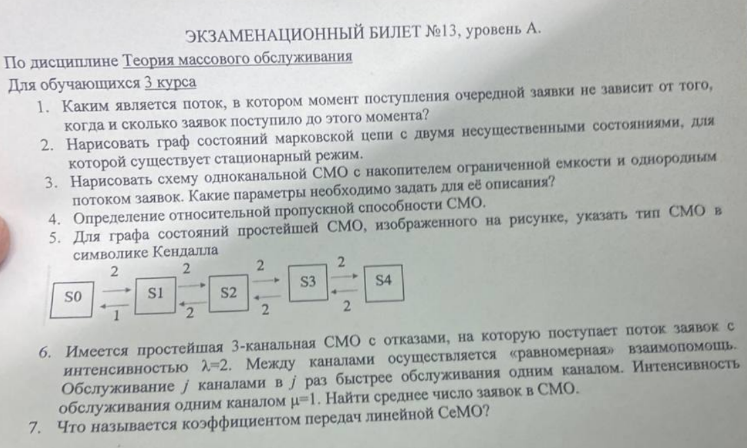 ЭКЗАМЕНАЦИОННЫЙ БИЛЕТ №13, уровень А.
По дисциплине Теория массового обслуживания
Для обучающихся 3 курса
1. Каким является поток, в котором момент поступления очередной заявки не зависит от того,
когда и сколько заявок поступило до этого момента?
2. Нарисовать граф состояний марковской цепи с двумя несущественными состояниями, для
которой существует стационарный режим.
3. Нарисовать схему одноканальной СМО с накопителем ограниченной емкости и однородным
потоком заявок. Какие параметры необходимо задать для её описания?
4. Определение относительной пропускной способности СМО.
5. Для графа состояний простейшей СМО, изображенного на рисунке, указать тип СМО в
символике Кендалла
2 2 2 2
S0 S1 S2 S3 S4
1 2 2 2
6. Имеется простейшая 3-канальная СМО с отказами, на которую поступает поток заявок с
интенсивностью λ=2. Между каналами осуществляется «равномерная» взаимопомощь.
Обслуживание j каналами в j раз быстрее обслуживания одним каналом. Интенсивность
обслуживания одним каналом μ=1. Найти среднее число заявок в СМО.
7. Что называется коэффициентом передач линейной СеМО?